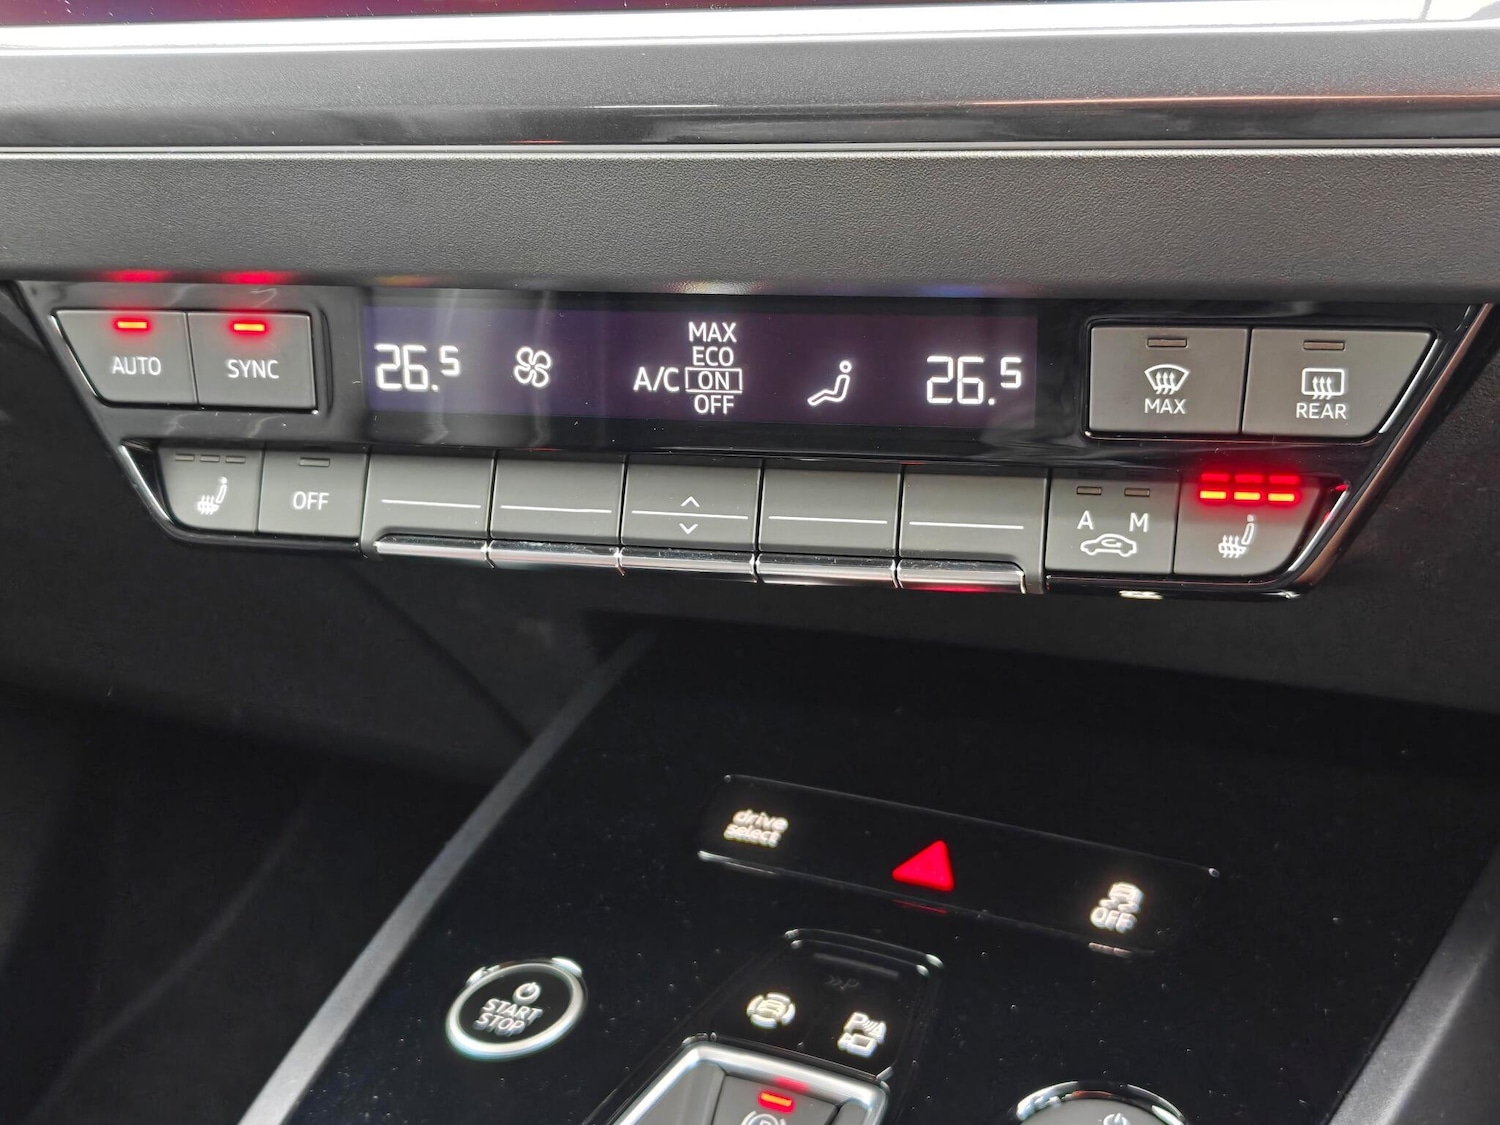 AUTO
SYNC
26.5
A/C
MAX
ECO
ON
OFF
26.5
MAX
REAR
OFF
A M
drive
select
OFF
START
STOP
P
P